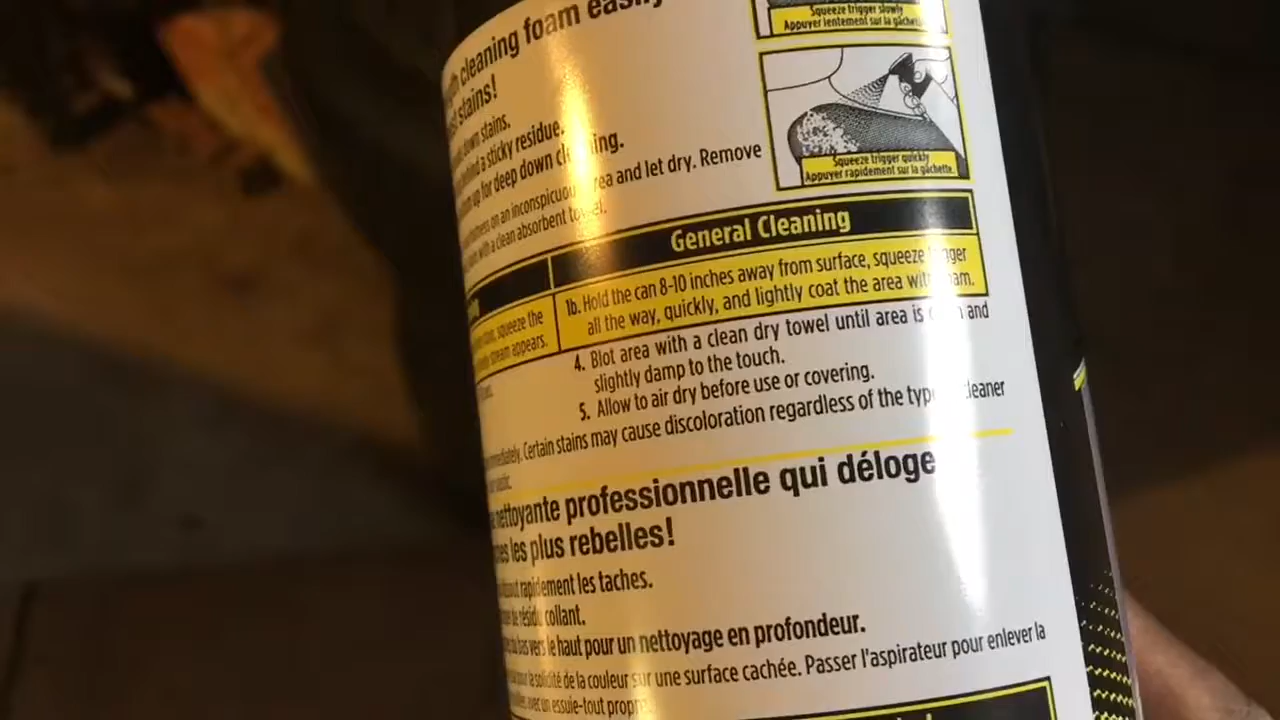 cleaning foam easily
stains!
down stains.
a sticky residue.
up for deep down cleaning.
on an inconspicuous area and let dry. Remove
with a clean absorbent towel.
Squeeze trigger slowly
Appuyer lentement sur la gâchette.
Squeeze trigger quickly
Appuyer rapidement sur la gâchette.
General Cleaning
squeeze the
appears.
1b. Hold the can 8-10 inches away from surface, squeeze trigger
all the way, quickly, and lightly coat the area with foam.
4. Blot area with a clean dry towel until area is and
slightly damp to the touch.
5. Allow to air dry before use or covering.
Certain stains may cause discoloration regardless of the type cleaner
nettoyante professionnelle qui déloge
les plus rebelles!
rapidement les taches.
de résidu collant.
bas vers le haut pour un nettoyage en profondeur.
la solidité de la couleur sur une surface cachée. Passer l'aspirateur pour enlever la
avec un essuie-tout propre